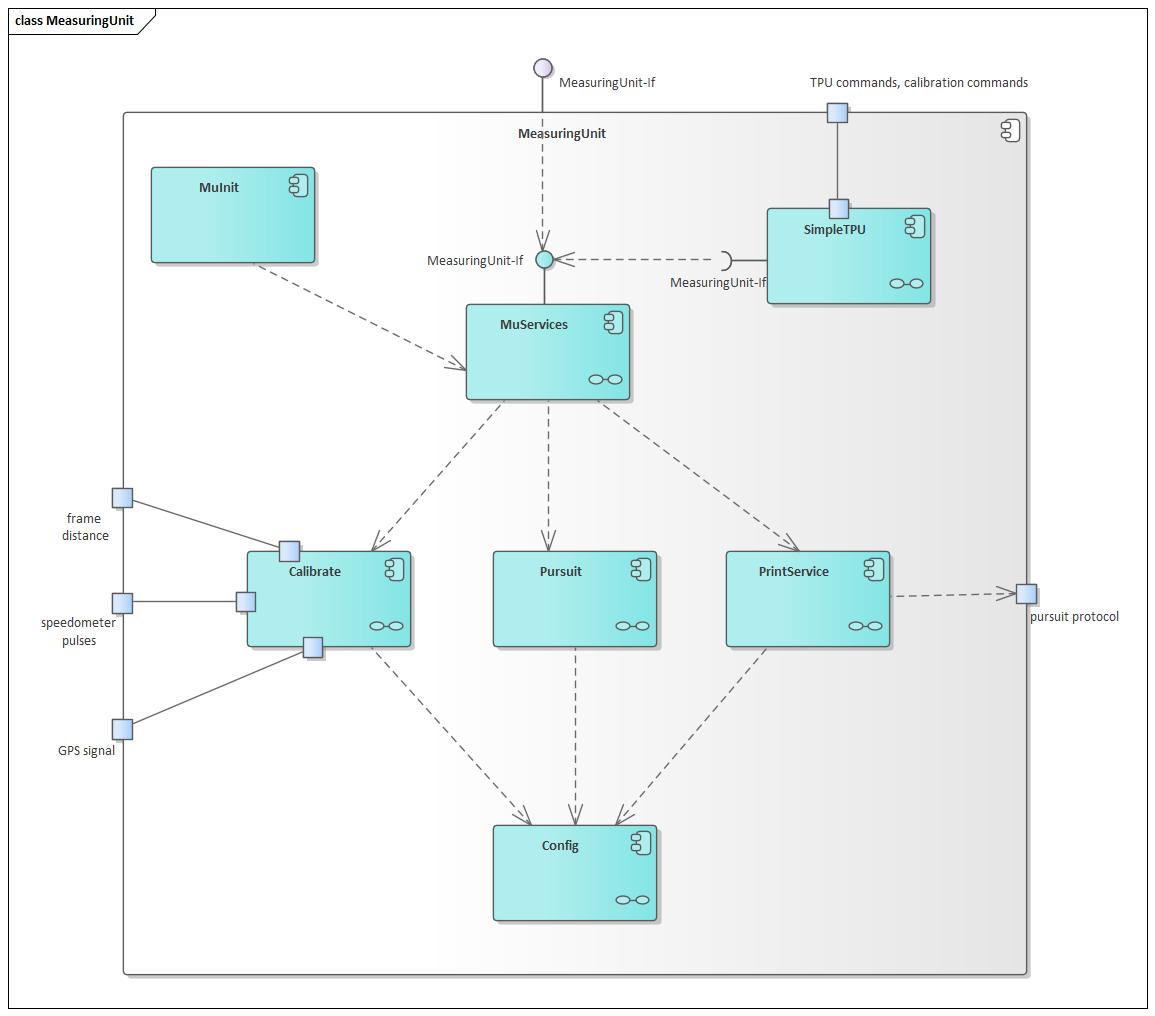 class MeasuringUnit
MeasuringUnit-If
TPU commands, calibration commands
MeasuringUnit
MuInit
SimpleTPU
MeasuringUnit-If
MeasuringUnit-If
MuServices
frame
distance
Calibrate
Pursuit
PrintService
speedometer
pulses
pursuit protocol
GPS signal
Config